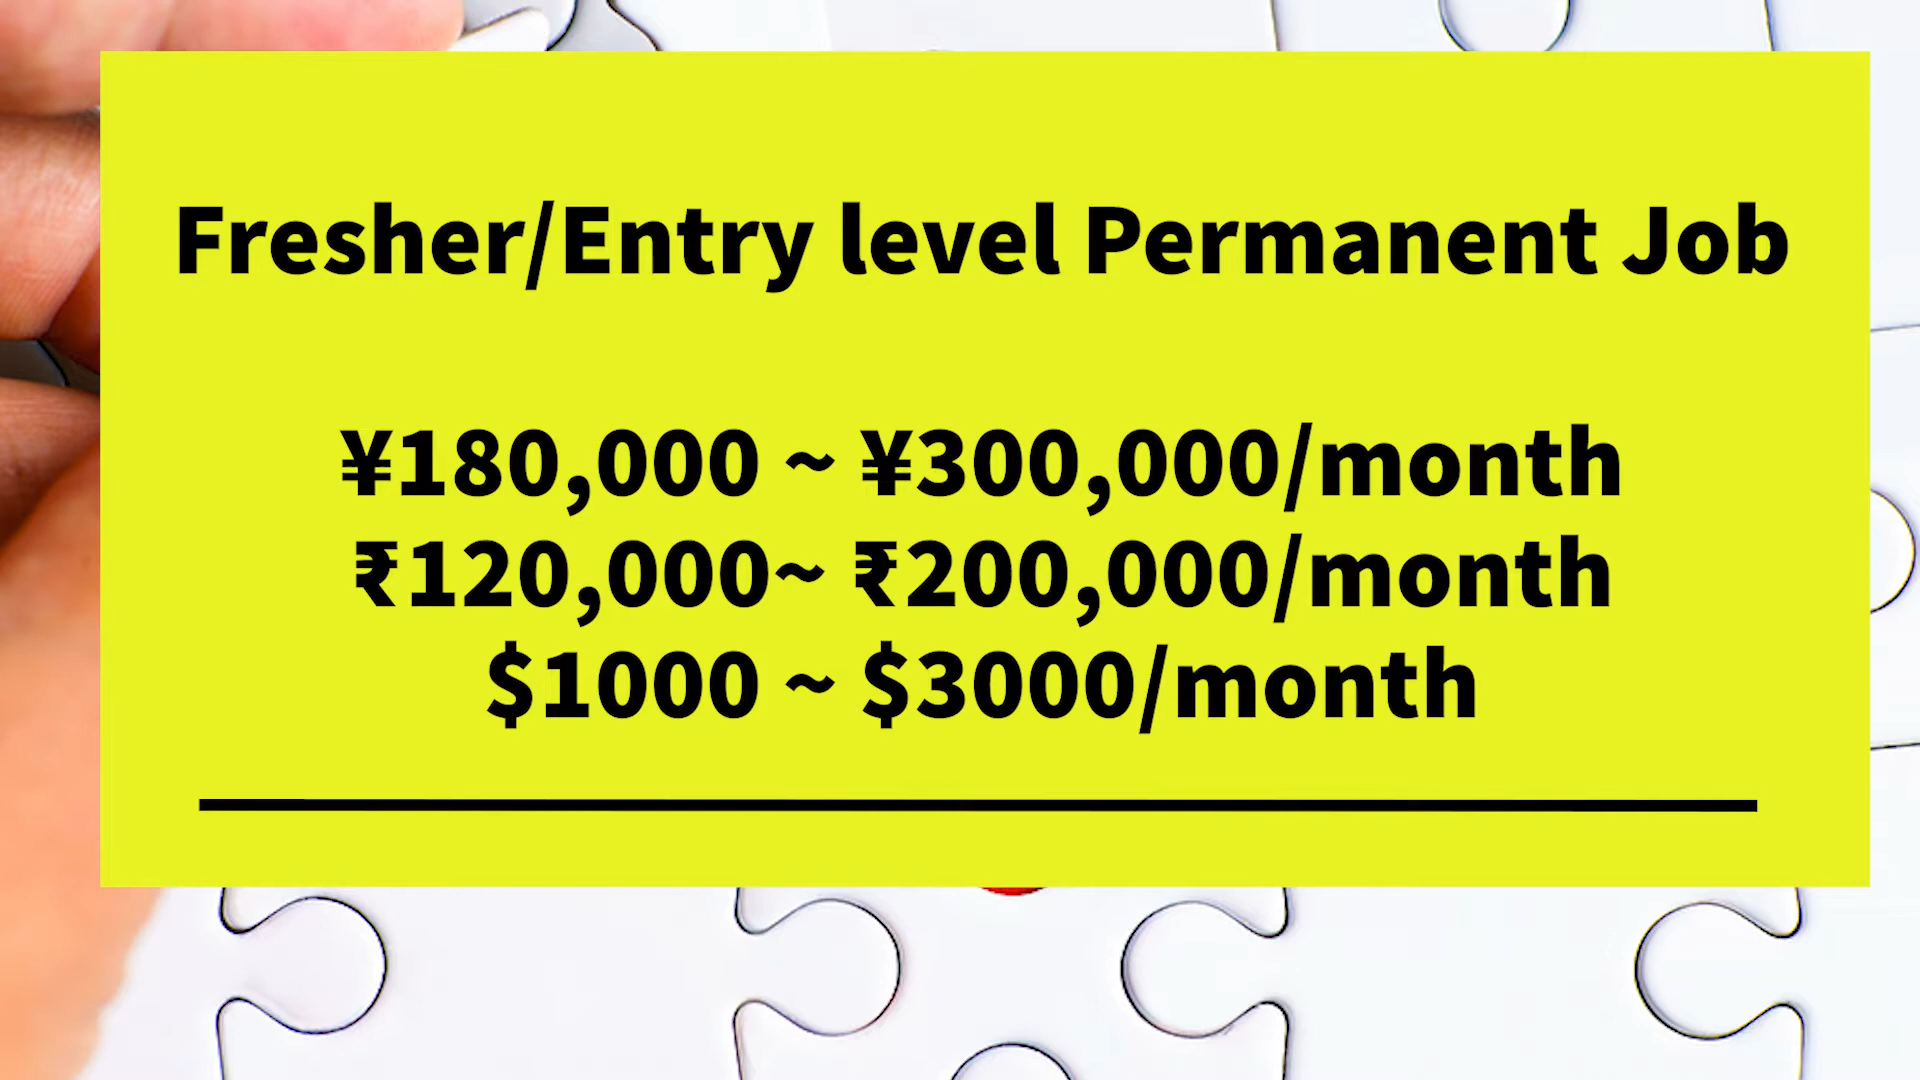 Fresher/Entry level Permanent Job
¥180,000 ~ ¥300,000/month
₹120,000~ ₹200,000/month
$1000 ~ $3000/month